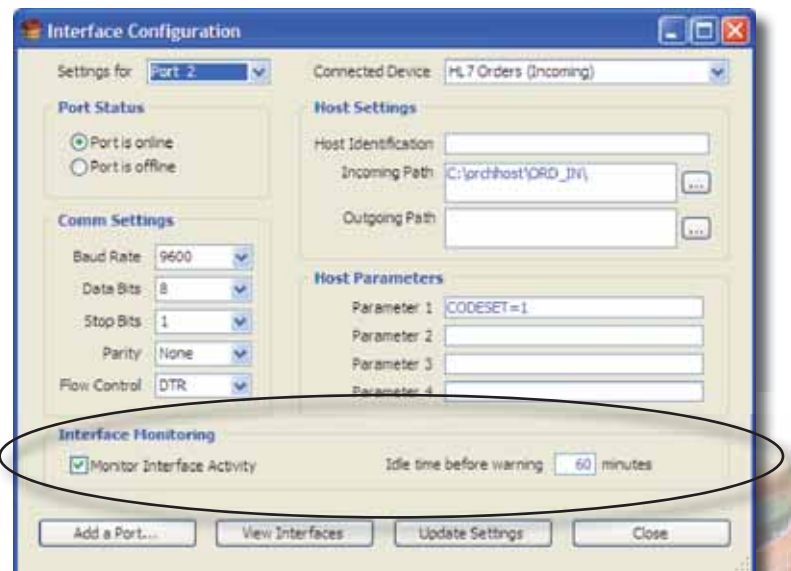 Interface Configuration
Settings for Port 2
Connected Device HL7 Orders (Incoming)
Port Status
Port is online
Port is offline
Comm Settings
Baud Rate 9600
Data Bits 8
Stop Bits 1
Parity None
Flow Control DTR
Host Settings
Host Identification
Incoming Path C:\prchhost\ORD_IN\
...
Outgoing Path
...
Host Parameters
Parameter 1 CODESET=1
Parameter 2
Parameter 3
Parameter 4
Interface Monitoring
Monitor Interface Activity
Idle time before warning 60 minutes
Add a Port...
View Interfaces
Update Settings
Close